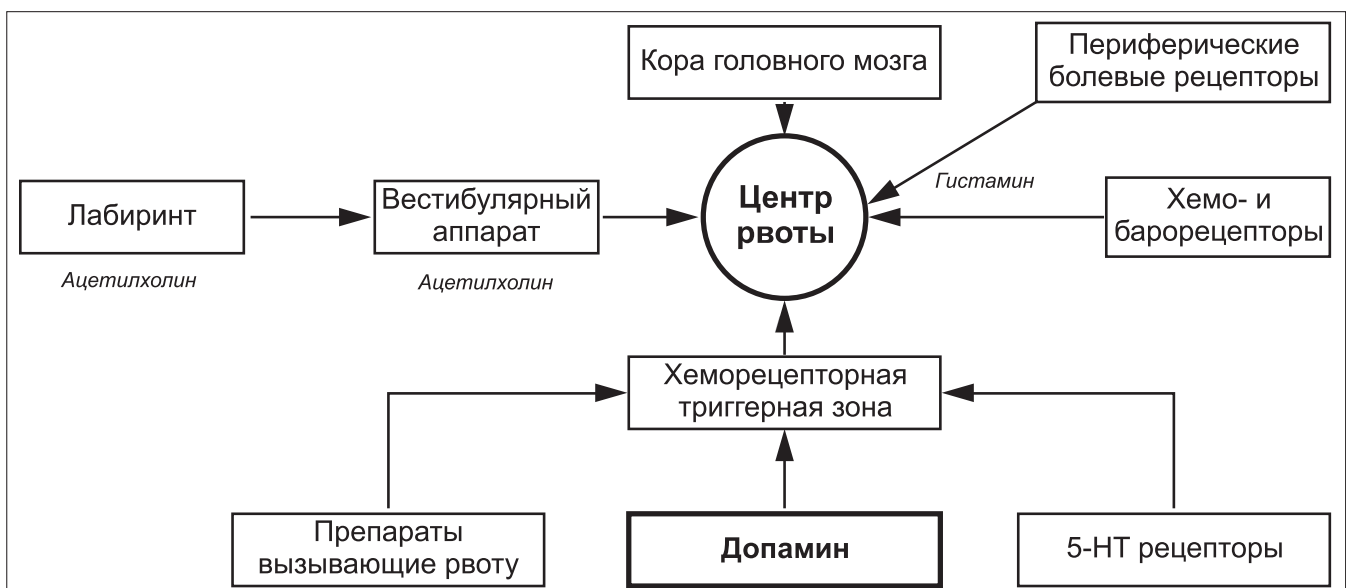 Кора головного мозга
Периферические
болевые рецепторы
Лабиринт
Вестибулярный
аппарат
Центр
рвоты
Гистамин
Хемо- и
барорецепторы
Ацетилхолин
Ацетилхолин
Хеморецепторная
триггерная зона
Препараты
вызывающие рвоту
Допамин
5-НТ рецепторы